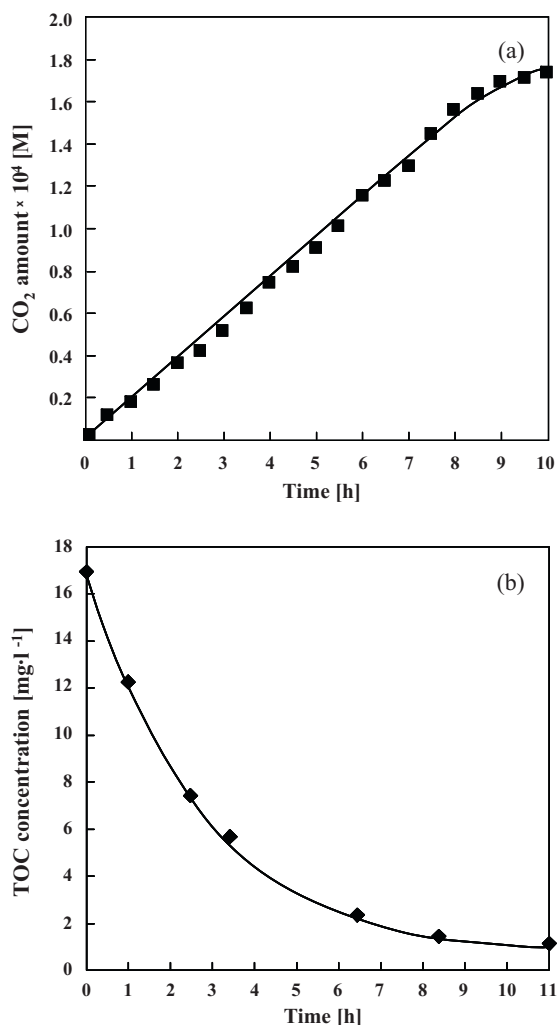 (a)
CO₂ amount × 10⁴ [M]
2.0
1.8
1.6
1.4
1.2
1.0
0.8
0.6
0.4
0.2
0 1 2 3 4 5 6 7 8 9 10
Time [h]
(b)
TOC concentration [mg·l⁻¹]
18
16
14
12
10
8
6
4
2
0
0 1 2 3 4 5 6 7 8 9 10 11
Time [h]